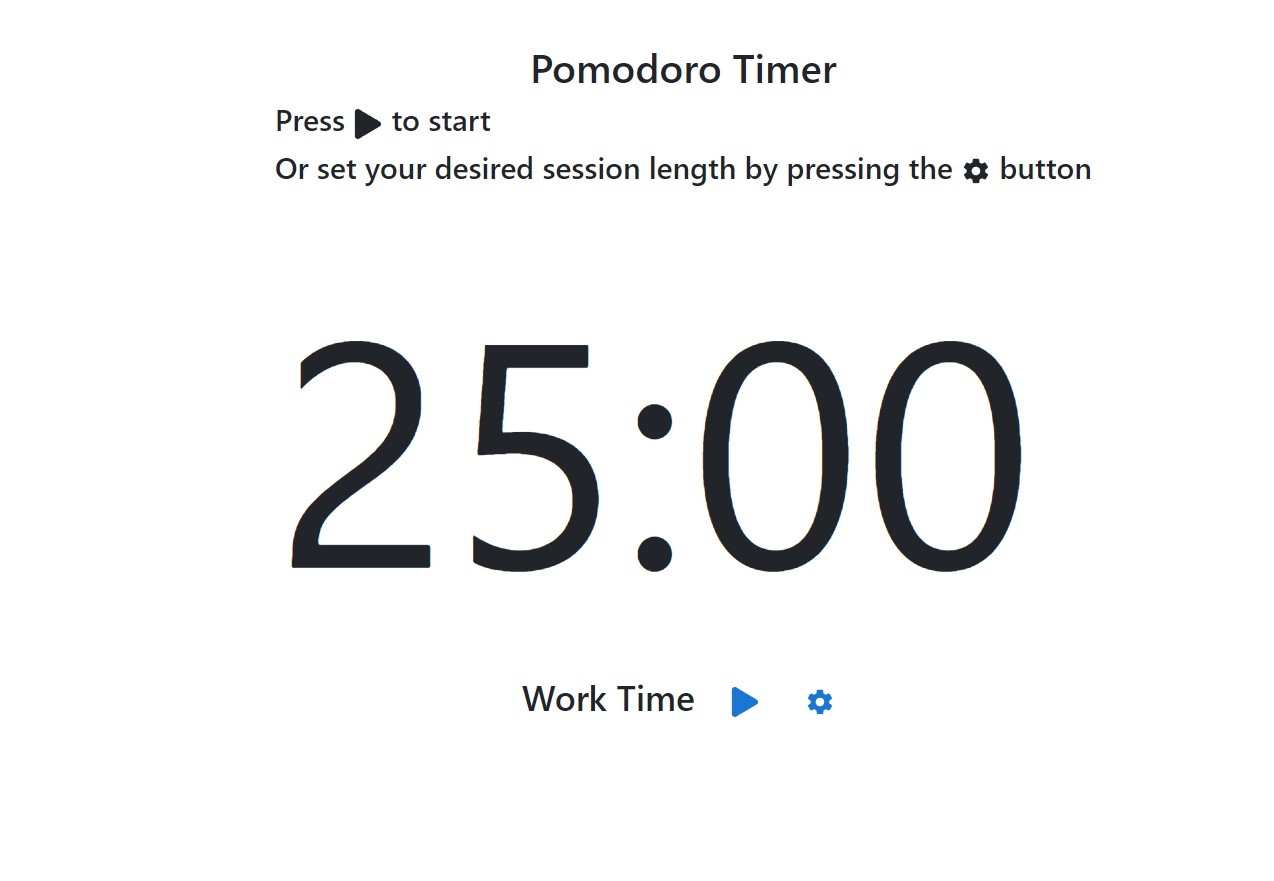 Pomodoro Timer
Press to start
Or set your desired session length by pressing the button
25:00
Work Time